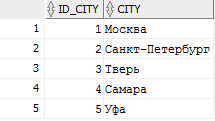 ID_CITY CITY
1 1 Москва
2 2 Санкт-Петербург
3 3 Тверь
4 4 Самара
5 5 Уфа